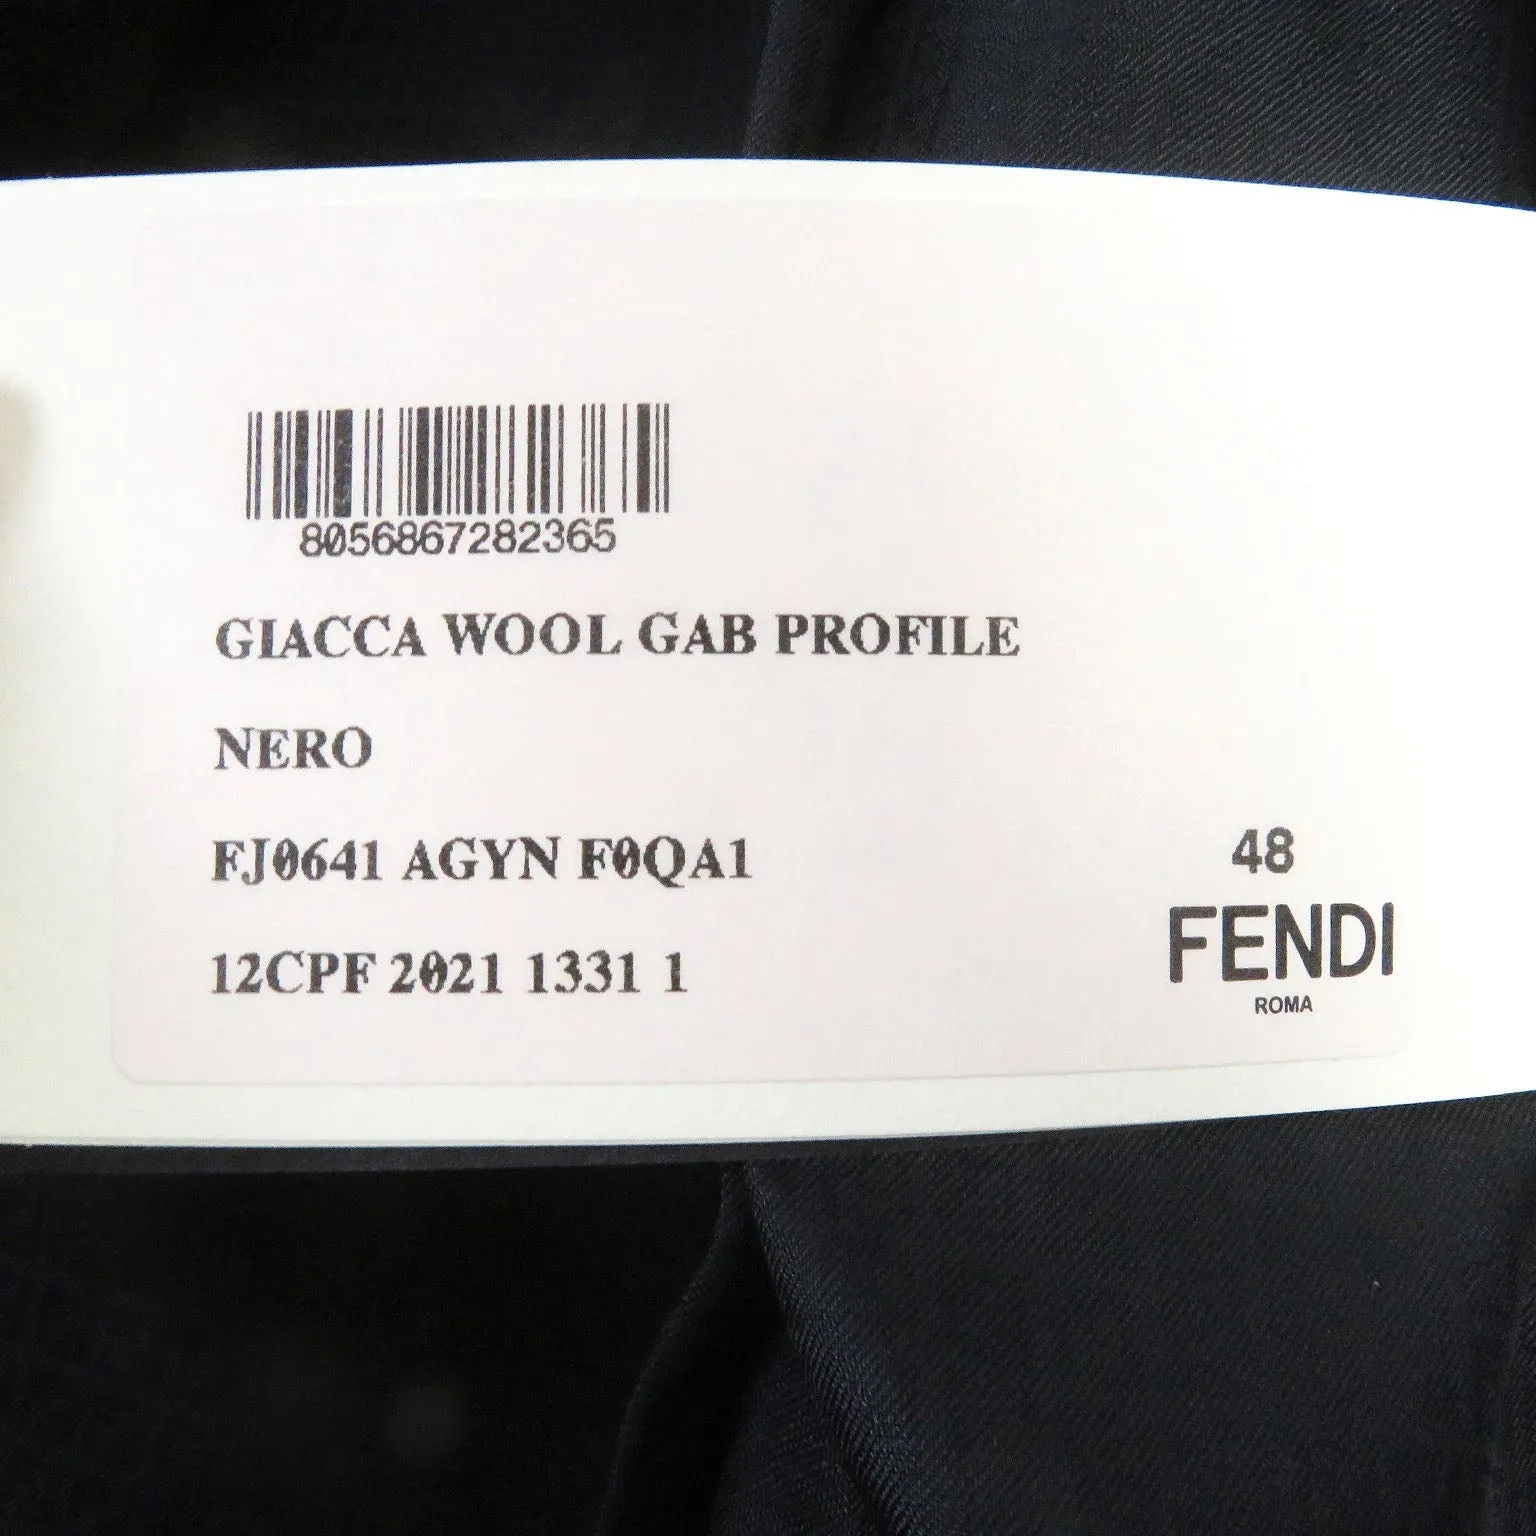 8056867282365
GIACCA WOOL GAB PROFILE
NERO
FJ0641 AGYN F0QA1
48
12CPF 2021 1331 1
FENDI
ROMA